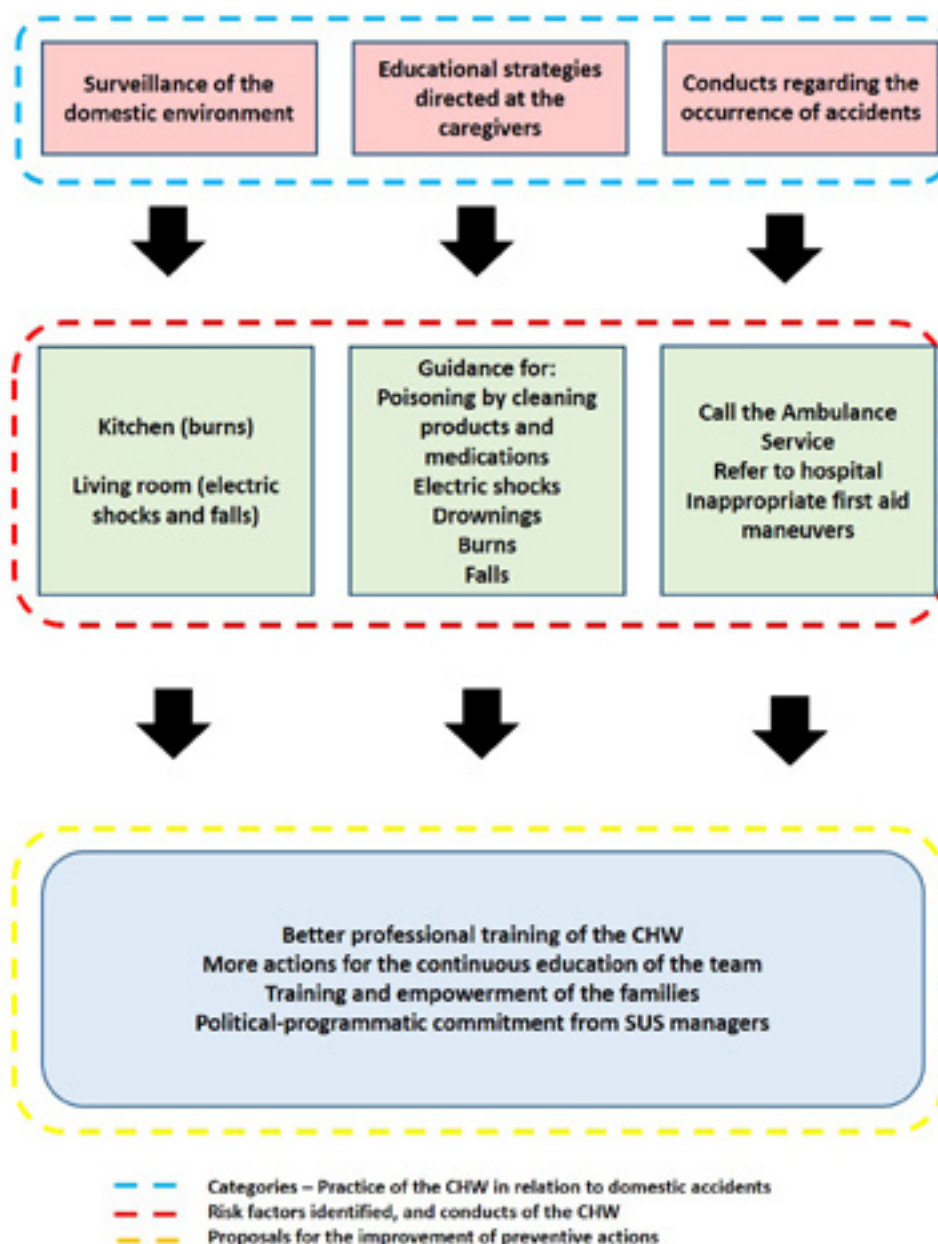 Surveillance of the
domestic environment
Educational strategies
directed at the
caregivers
Conducts regarding the
occurrence of accidents
Kitchen (burns)
Living room (electric
shocks and falls)
Guidance for:
Poisoning by cleaning
products and
medications
Electric shocks
Drownings
Burns
Falls
Call the Ambulance
Service
Refer to hospital
Inappropriate first aid
maneuvers
Better professional training of the CHW
More actions for the continuous education of the team
Training and empowerment of the families
Political-programmatic commitment from SUS managers
Categories – Practice of the CHW in relation to domestic accidents
Risk factors identified, and conducts of the CHW
Proposals for the improvement of preventive actions